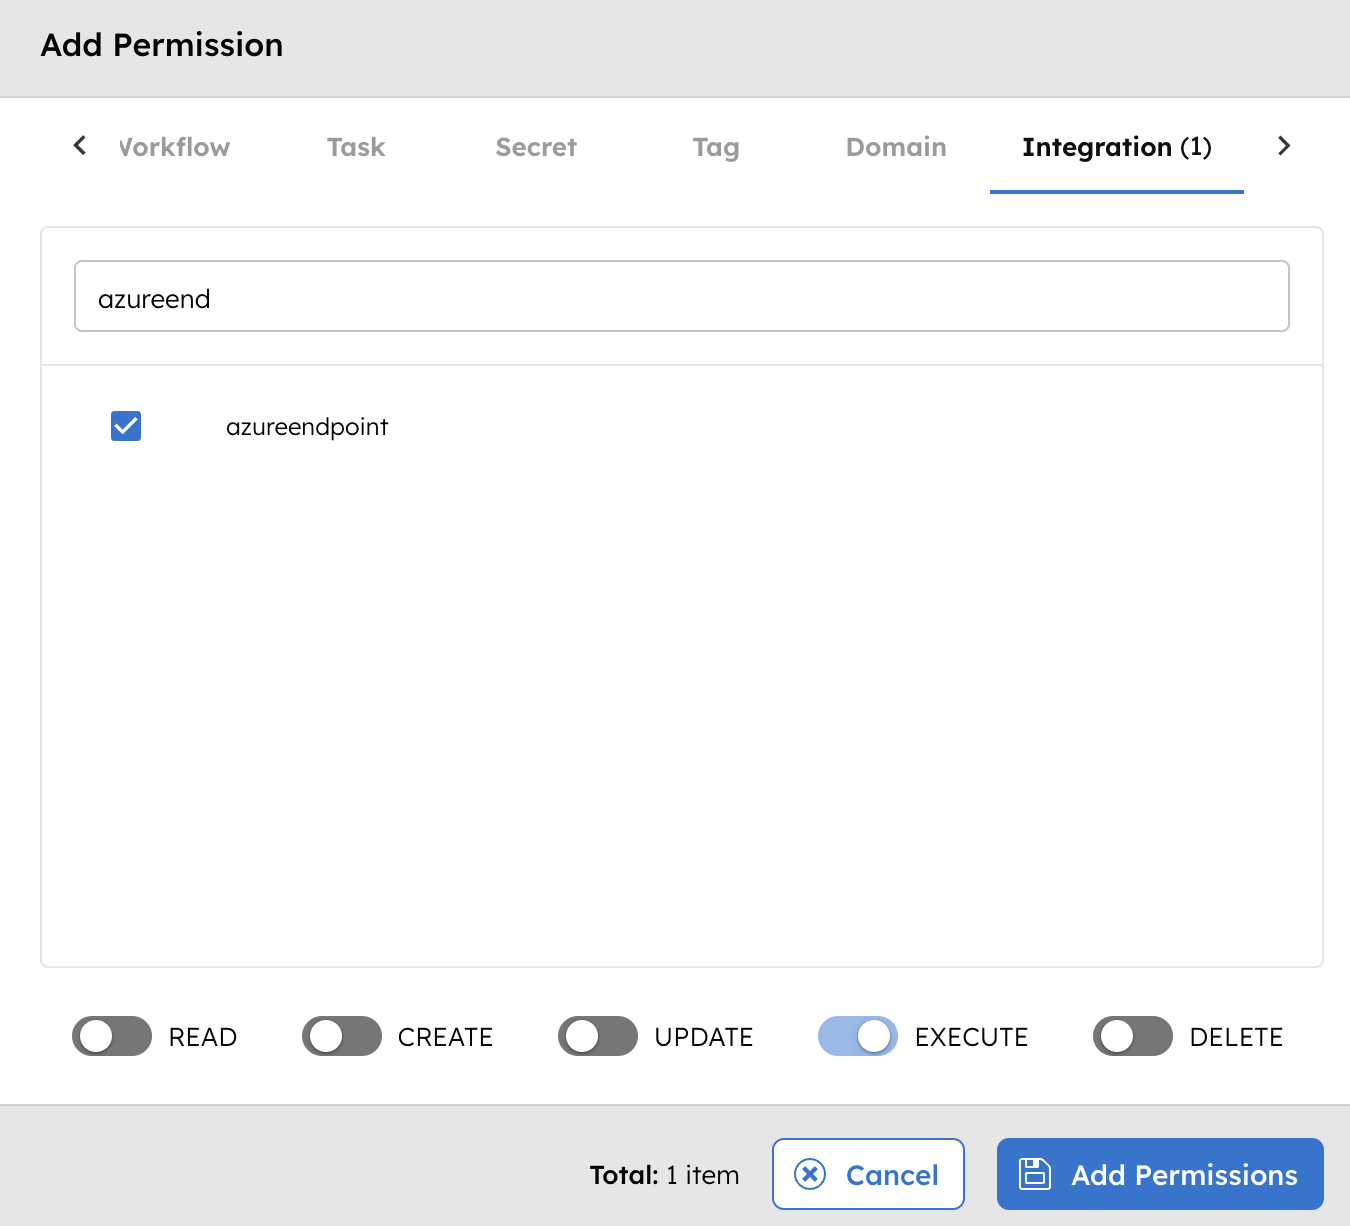 Add Permission
Workflow Task Secret Tag Domain Integration (1)
azureend
azureendpoint
READ CREATE UPDATE EXECUTE DELETE
Total: 1 item Cancel Add Permissions